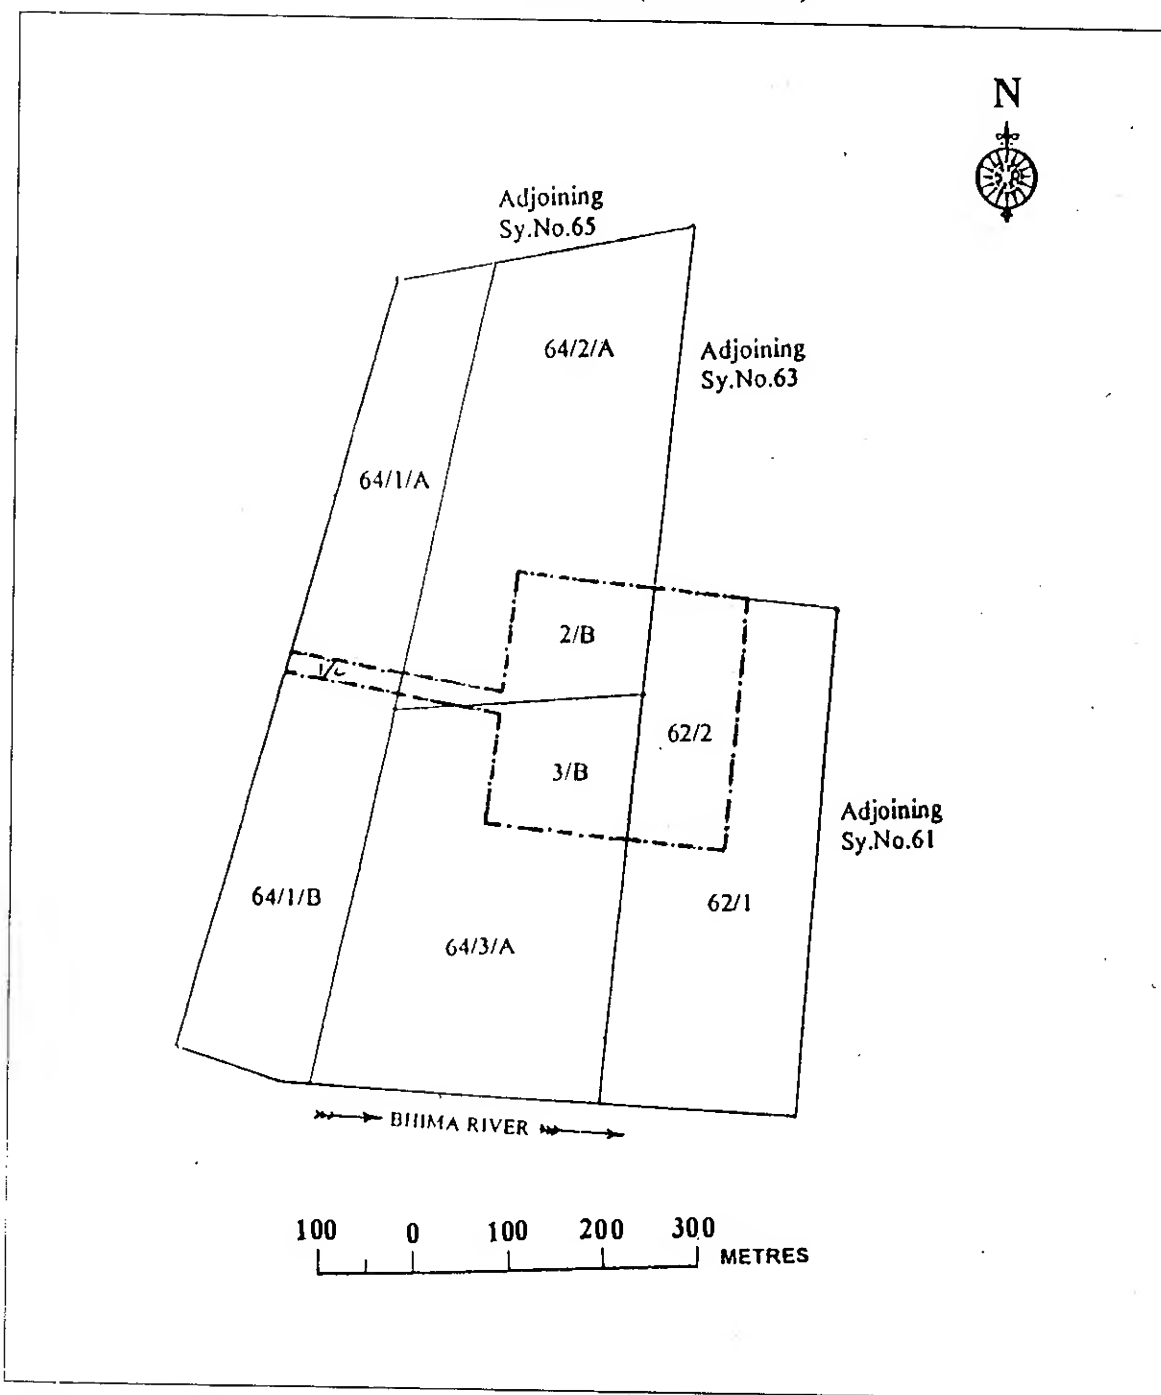 N
Adjoining
Sy.No.65
64/2/A
Adjoining
Sy.No.63
64/1/A
2/B
62/2
3/B
Adjoining
Sy.No.61
64/1/B
62/1
64/3/A
BHIMA RIVER
100 0 100 200 300
METRES